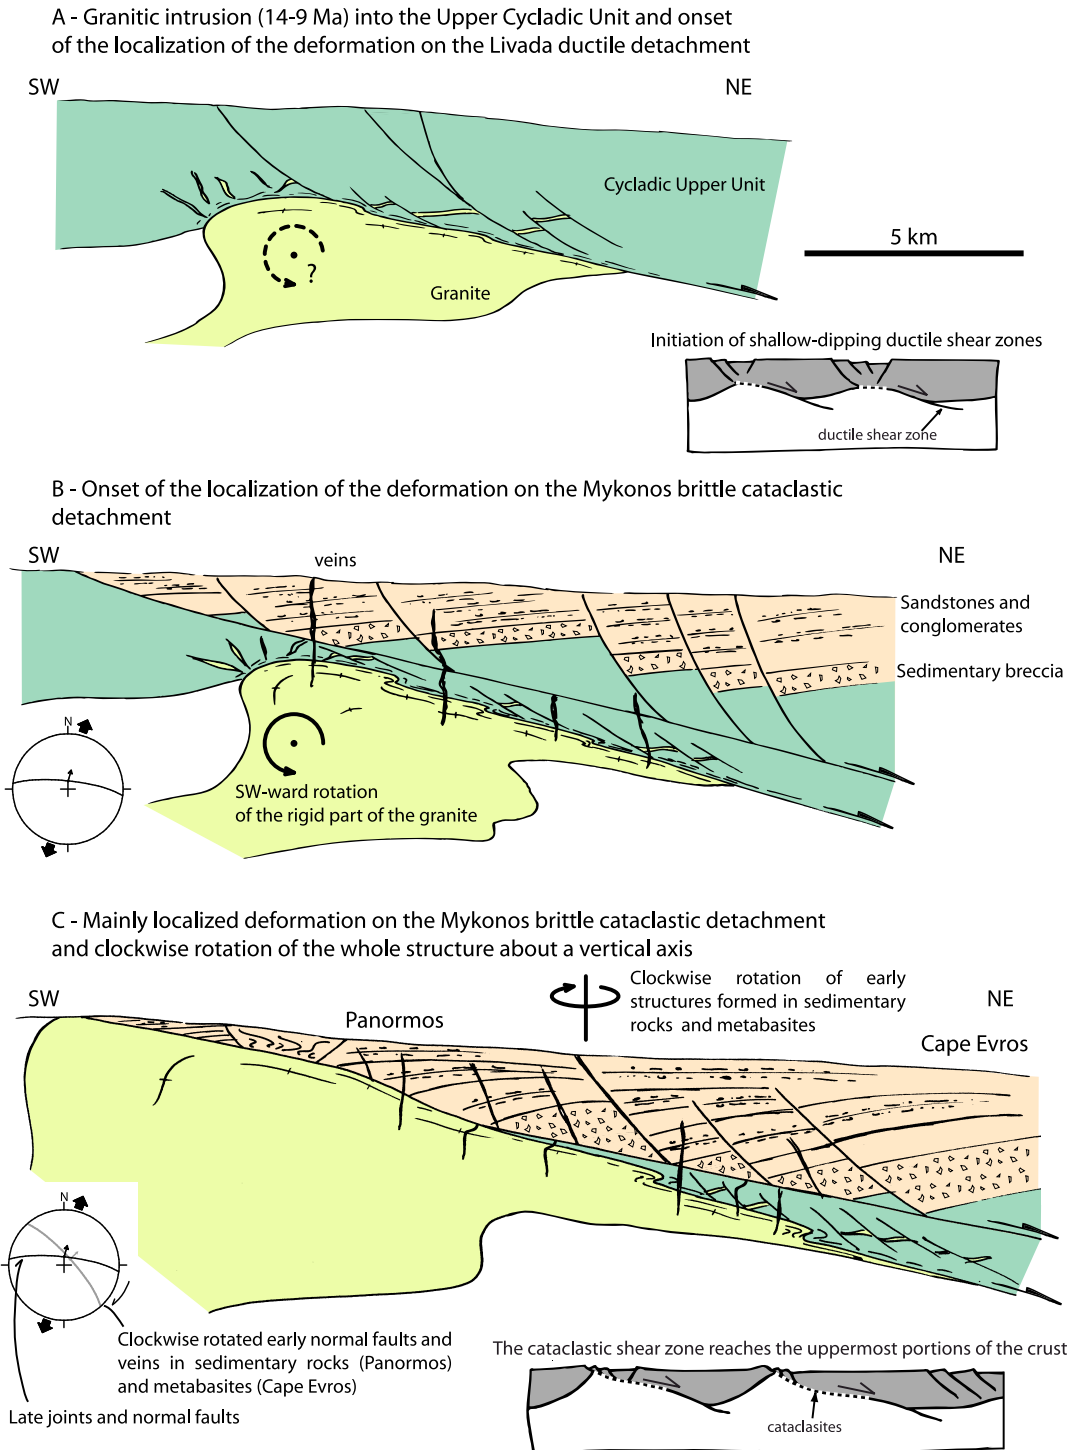 A - Granitic intrusion (14-9 Ma) into the Upper Cycladic Unit and onset
of the localization of the deformation on the Livada ductile detachment
SW
NE
Cycladic Upper Unit
5 km
?
Granite
Initiation of shallow-dipping ductile shear zones
ductile shear zone
B - Onset of the localization of the deformation on the Mykonos brittle cataclastic
detachment
SW
veins
NE
Sandstones and
conglomerates
Sedimentary breccia
N
SW-ward rotation
of the rigid part of the granite
C - Mainly localized deformation on the Mykonos brittle cataclastic detachment
and clockwise rotation of the whole structure about a vertical axis
SW
Clockwise rotation of early
structures formed in sedimentary
rocks and metabasites
NE
Panormos
Cape Evros
N
Clockwise rotated early normal faults and
veins in sedimentary rocks (Panormos)
and metabasites (Cape Evros)
Late joints and normal faults
The cataclastic shear zone reaches the uppermost portions of the crust
cataclasites